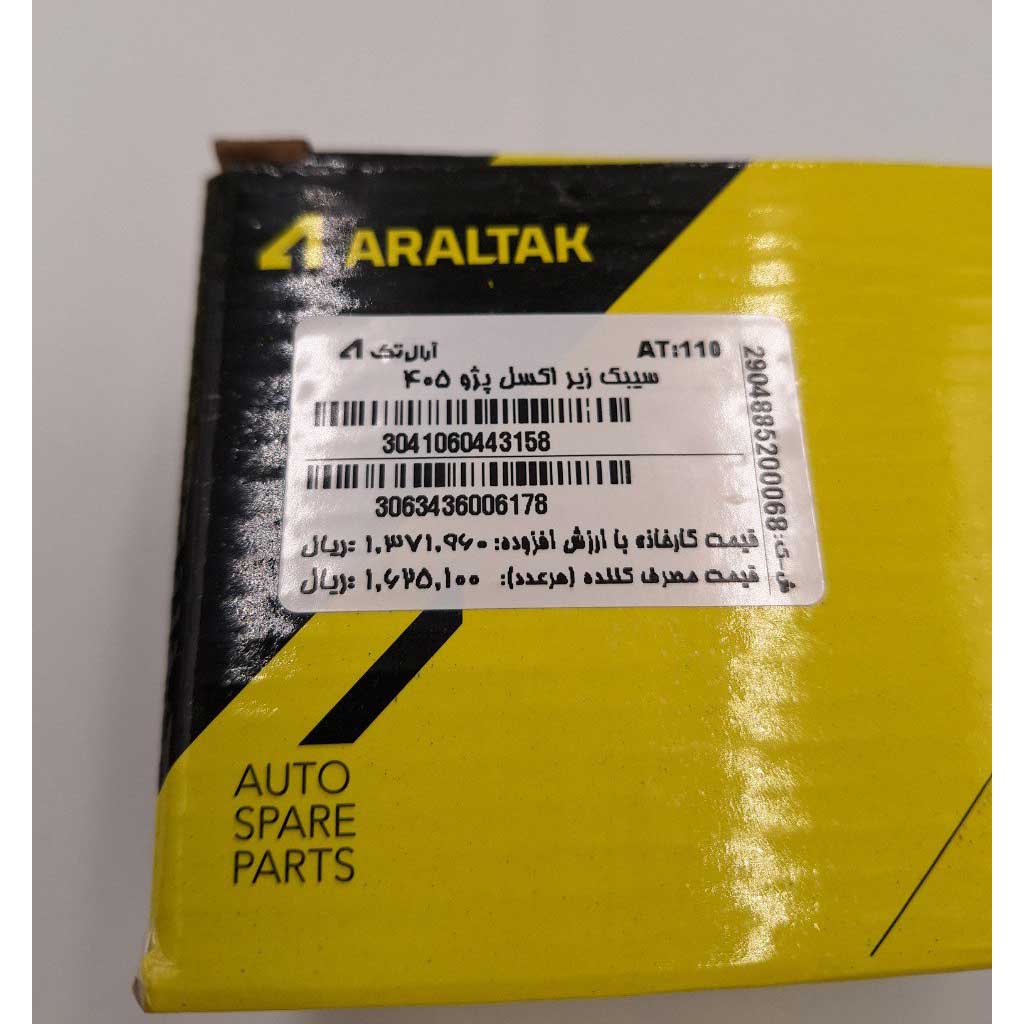 ARALTAK
آرال تک AT:110
سیبک زیر اکسل پژو ۴۰۵
3041060443158
3063436006178
قیمت کارخانه با ارزش افزوده: ۱,۳۷۱,۹۶۰ :ریال
قیمت مصرف کننده (هرعدد): ۱,۶۲۵,۱۰۰ :ریال
ش-ک: 2904885200068
AUTO
SPARE
PARTS